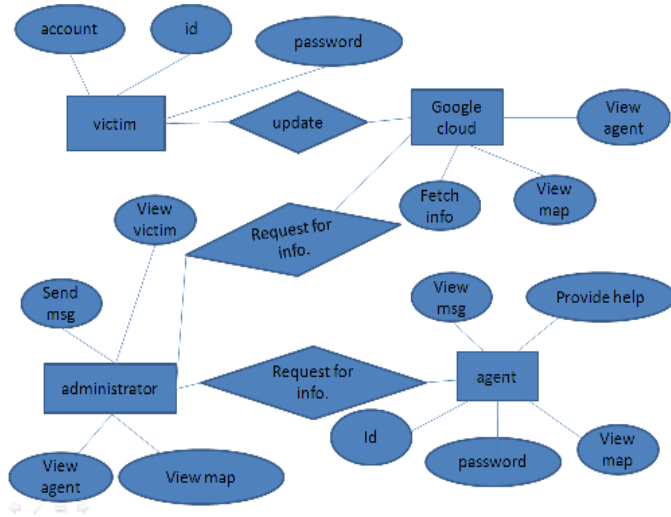 account
id
password
victim
update
Google
cloud
View
agent
Fetch
info
View
map
View
victim
Request for
info.
Send
msg
View
msg
Provide help
administrator
Request for
info.
agent
Id
password
View
map
View
agent
View map